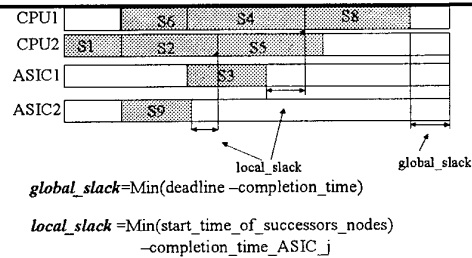 CPU1 S6 S4 S8
CPU2 S1 S2 S5
ASIC1 S3
ASIC2 S9
local_slack global_slack
global_slack=Min(deadline –completion_time)
local_slack =Min(start_time_of_successors_nodes)
–completion_time_ASIC_j